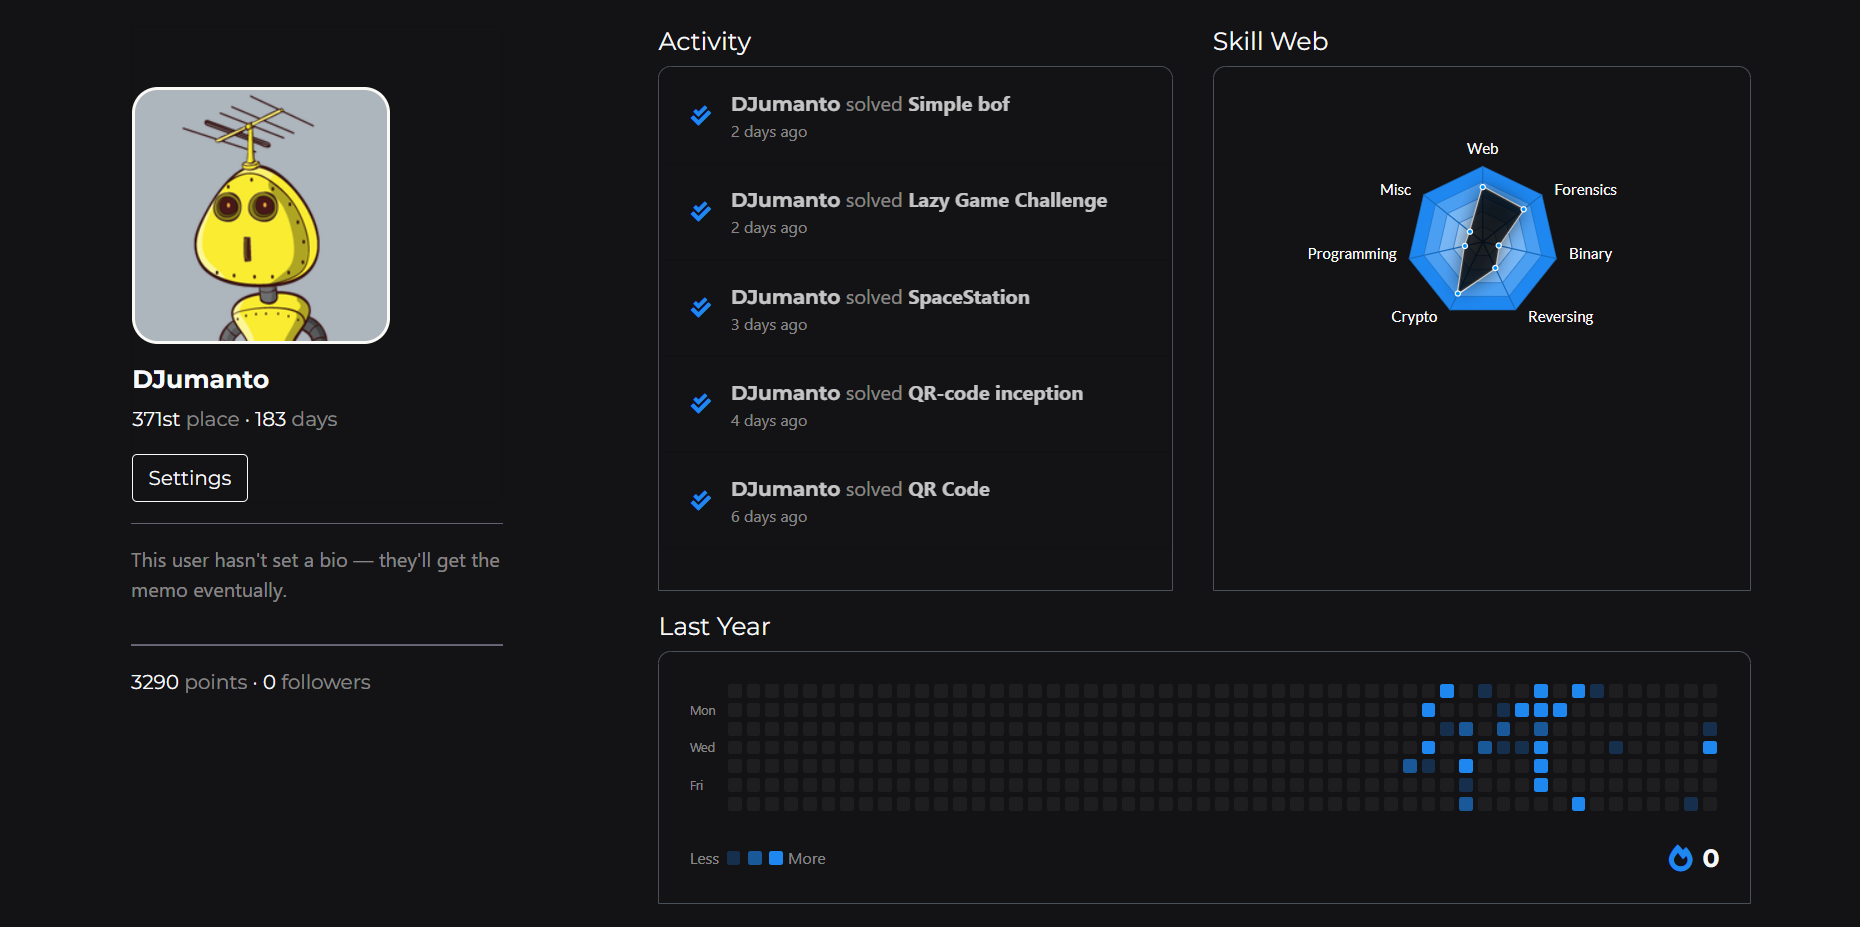 DJumanto
371st place · 183 days
Settings
This user hasn't set a bio — they'll get the
memo eventually.
3290 points · 0 followers
Activity
DJumanto solved Simple bof
2 days ago
DJumanto solved Lazy Game Challenge
2 days ago
DJumanto solved SpaceStation
3 days ago
DJumanto solved QR-code inception
4 days ago
DJumanto solved QR Code
6 days ago
Skill Web
Web
Misc
Forensics
Programming
Binary
Crypto
Reversing
Last Year
Mon
Wed
Fri
Less More
0